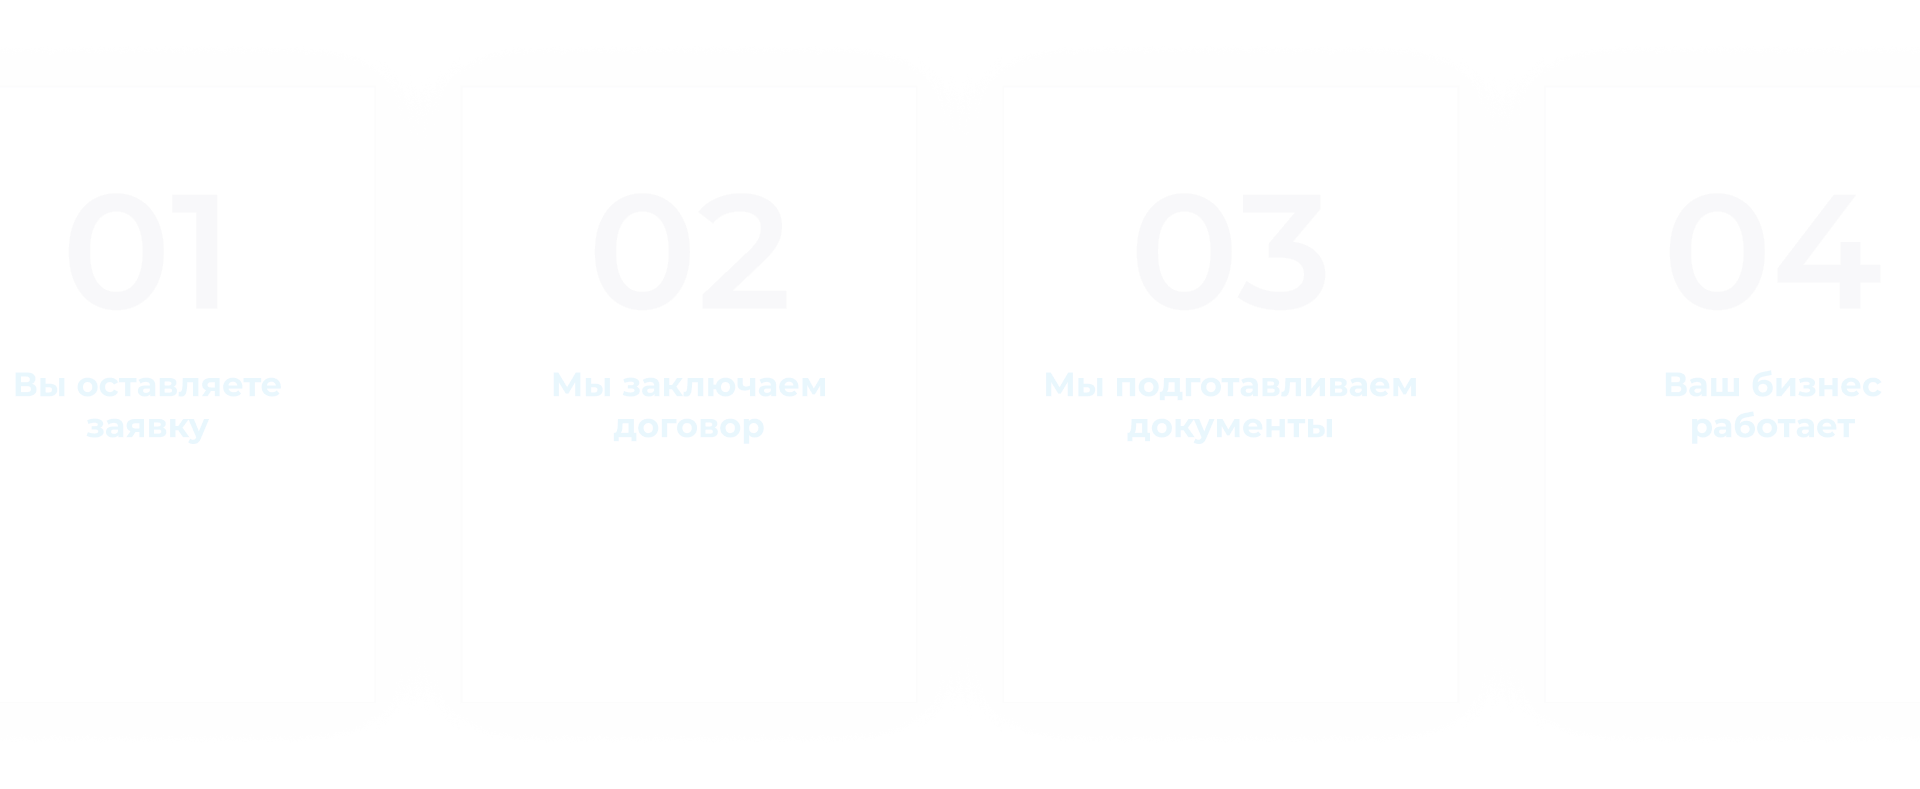 01
Вы оставляете
заявку
02
Мы заключаем
договор
03
Мы подготавливаем
документы
04
Ваш бизнес
работает